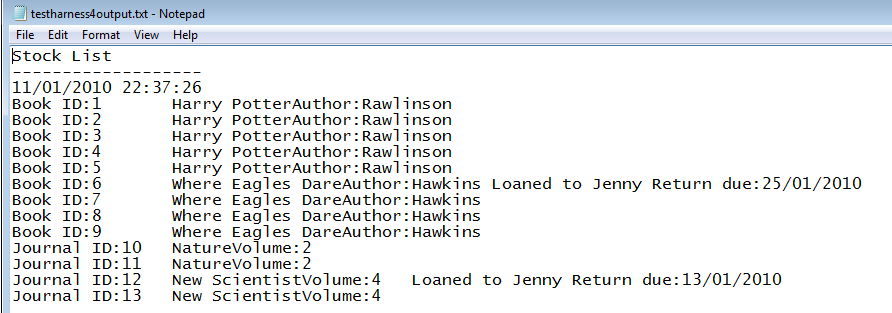 testharness4output.txt - Notepad
File Edit Format View Help
Stock List
-------------------
11/01/2010 22:37:26
Book ID:1 Harry PotterAuthor:Rawlinson
Book ID:2 Harry PotterAuthor:Rawlinson
Book ID:3 Harry PotterAuthor:Rawlinson
Book ID:4 Harry PotterAuthor:Rawlinson
Book ID:5 Harry PotterAuthor:Rawlinson
Book ID:6 Where Eagles DareAuthor:Hawkins Loaned to Jenny Return due:25/01/2010
Book ID:7 Where Eagles DareAuthor:Hawkins
Book ID:8 Where Eagles DareAuthor:Hawkins
Book ID:9 Where Eagles DareAuthor:Hawkins
Journal ID:10 NatureVolume:2
Journal ID:11 NatureVolume:2
Journal ID:12 New ScientistVolume:4 Loaned to Jenny Return due:13/01/2010
Journal ID:13 New ScientistVolume:4